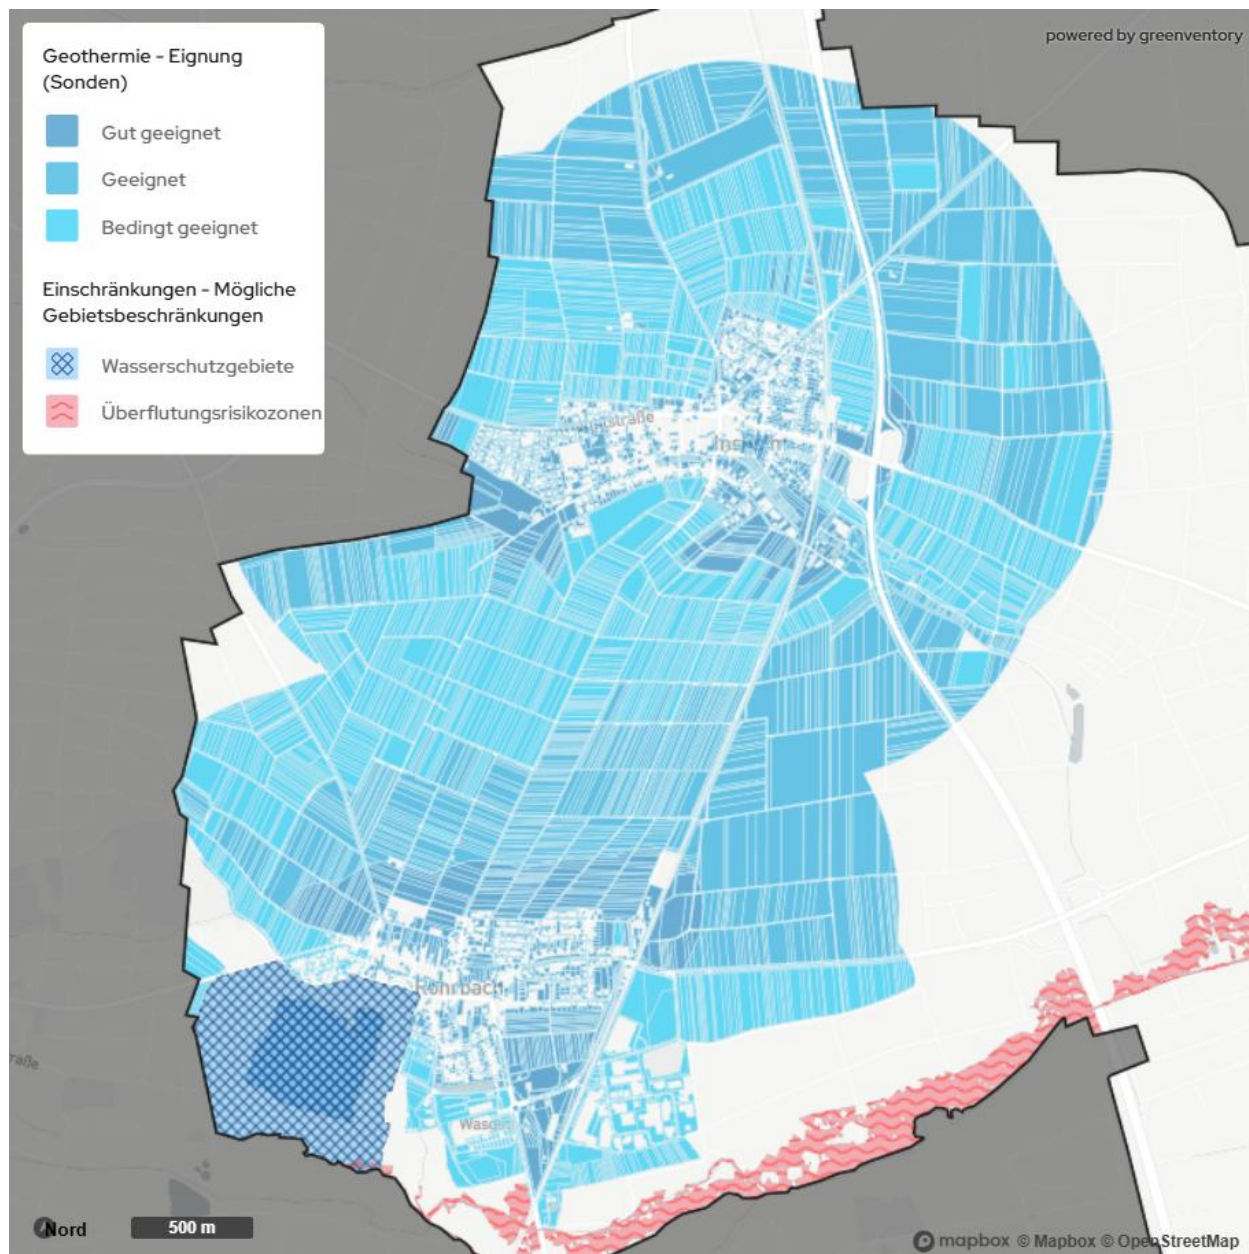 powered by greenventory
Geothermie - Eignung
(Sonden)
Gut geeignet
Geeignet
Bedingt geeignet
Einschränkungen - Mögliche
Gebietsbeschränkungen
Wasserschutzgebiete
Überflutungsrisikozonen
Rohrbach
Nord
500 m
mapbox © Mapbox © OpenStreetMap